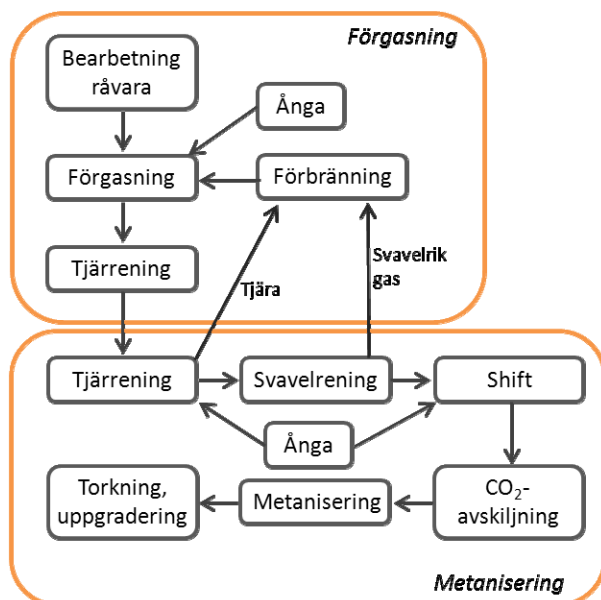 Förgasning
Bearbetning
råvara
Ånga
Förgasning
Förbränning
Tjärrening
Tjära
Svavelrik
gas
Tjärrening
Svavelrening
Shift
Ånga
Torkning,
uppgradering
Metanisering
CO₂-
avskiljning
Metanisering